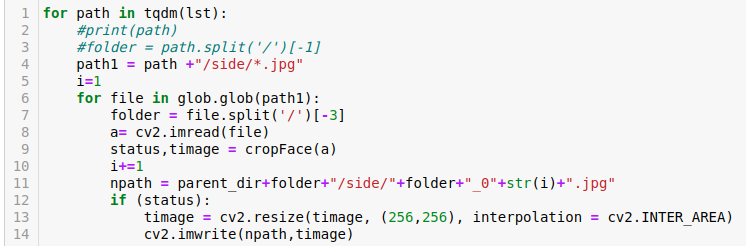 1 for path in tqdm(lst):
2     #print(path)
3     #folder = path.split('/')[-1]
4     path1 = path +"/side/*.jpg"
5     i=1
6     for file in glob.glob(path1):
7         folder = file.split('/')[-3]
8         a= cv2.imread(file)
9         status,timage = cropFace(a)
10         i+=1
11         npath = parent_dir+folder+"/side/"+folder+"_0"+str(i)+".jpg"
12         if (status):
13             timage = cv2.resize(timage, (256,256), interpolation = cv2.INTER_AREA)
14             cv2.imwrite(npath,timage)